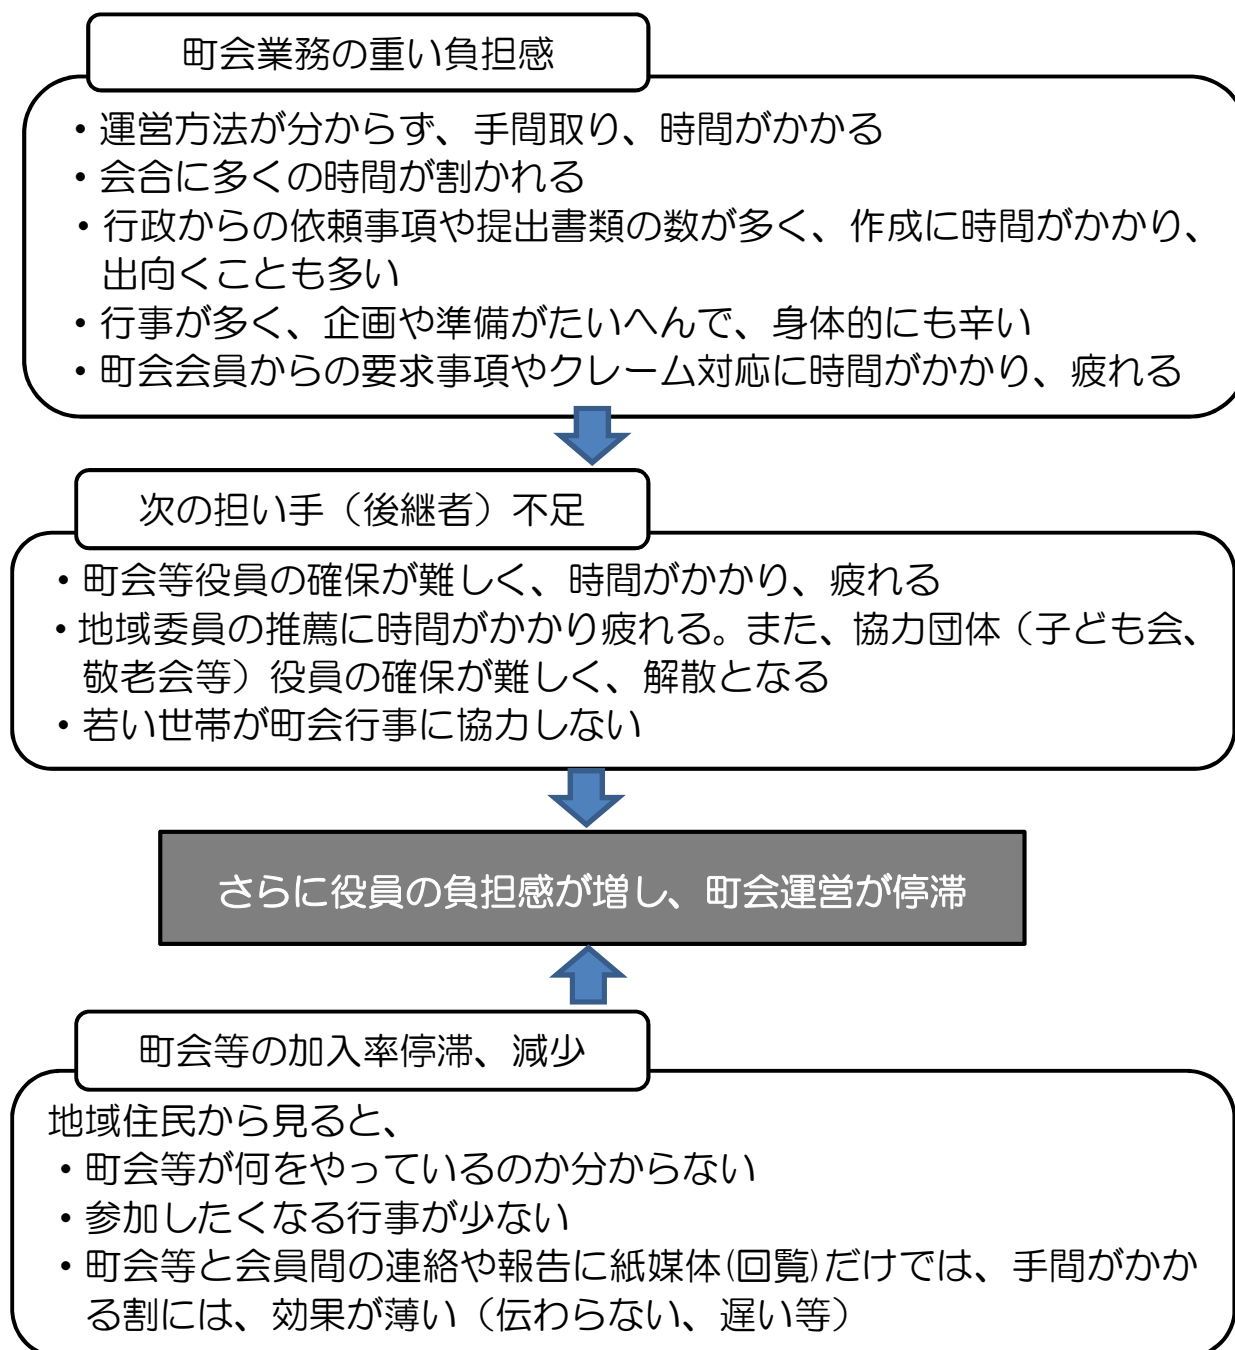 町会業務の重い負担感
・運営方法が分からず、手間取り、時間がかかる
・会合に多くの時間が割かれる
・行政からの依頼事項や提出書類の数が多く、作成に時間がかかり、
出向くことも多い
・行事が多く、企画や準備がたいへんで、身体的にも辛い
・町会会員からの要求事項やクレーム対応に時間がかかり、疲れる
次の担い手（後継者）不足
・町会等役員の確保が難しく、時間がかかり、疲れる
・地域委員の推薦に時間がかかり疲れる。また、協力団体（子ども会、
敬老会等）役員の確保が難しく、解散となる
・若い世帯が町会行事に協力しない
さらに役員の負担感が増し、町会運営が停滞
町会等の加入率停滞、減少
地域住民から見ると、
・町会等が何をやっているのか分からない
・参加したくなる行事が少ない
・町会等と会員間の連絡や報告に紙媒体(回覧)だけでは、手間がかか
る割には、効果が薄い（伝わらない、遅い等）